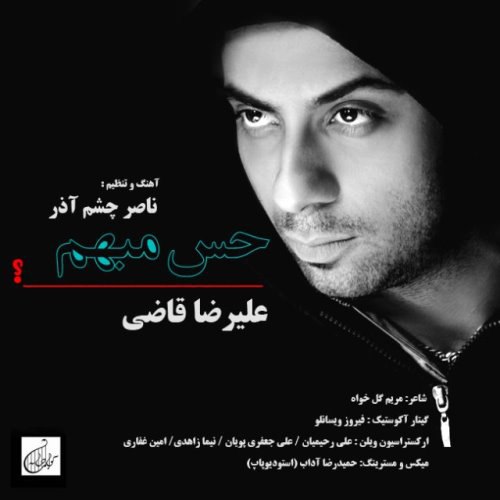 آهنگ و تنظیم :
ناصر چشم آذر
حس مبهم
؟
علیرضا قاضی
شاعر: مریم گل خواه
گیتار آکوستیک : فیروز ویسانلو
ارکستراسیون ویلن : علی رحیمیان / علی جعفری پویان / نیما زاهدی/ امین غفاری
میکس و مسترینگ: حمیدرضا آداب (استودیوپاپ)